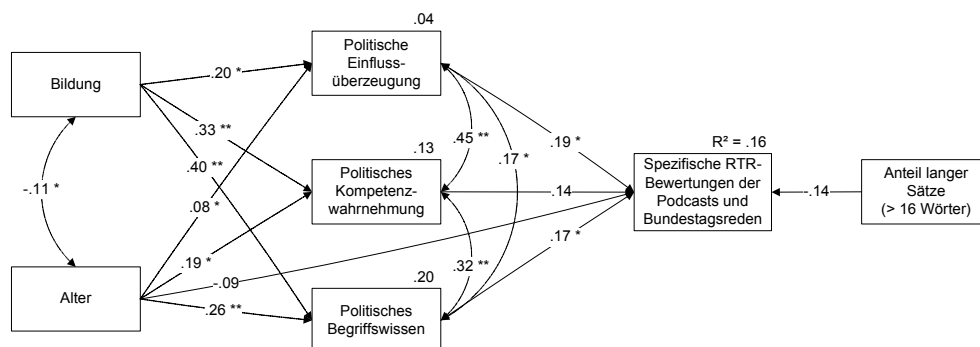 .04
Politische
Einfluss-
überzeugung
Bildung
.20 *
.33 **
.45 **
.19 *
R² = .16
.13
.17 *
.40 **
Politisches
Kompetenz-
wahrnehmung
.14
Spezifische RTR-
Bewertungen der
Podcasts und
Bundestagsreden
-.14
Anteil langer
Sätze
(> 16 Wörter)
-.11 *
.08 *
.17 *
.19 *
-.09
.32 **
.20
Alter
.26 **
Politisches
Begriffswissen